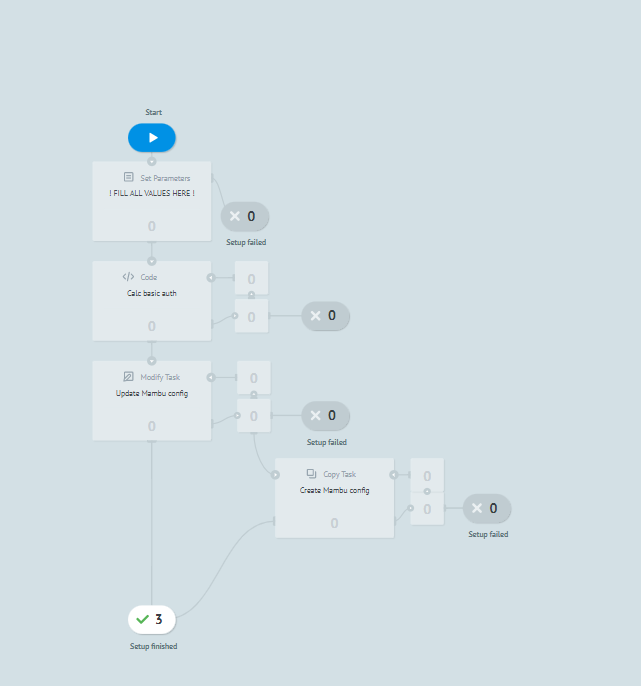 Start
Set Parameters
! FILL ALL VALUES HERE !
0
0
Setup failed
Code
Calc basic auth
0
0
0
0
Modify Task
Update Mambu config
0
0
0
0
Setup failed
Copy Task
Create Mambu config
0
0
0
0
Setup failed
3
Setup finished